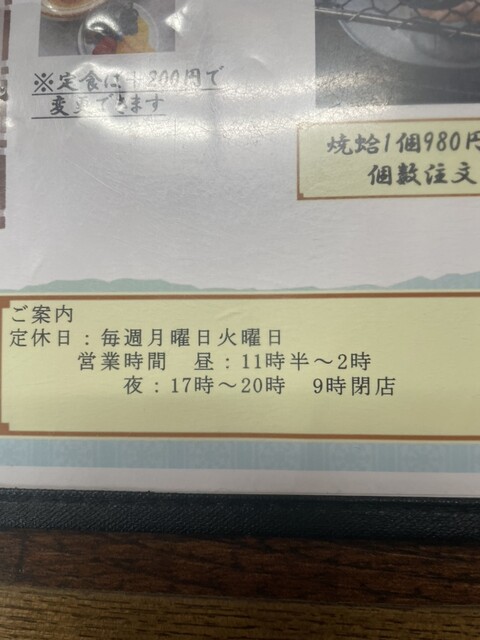 ※定食は+200円で
変更できます
焼蛤1個980円
個数注文
ご案内
定休日：毎週月曜日火曜日
営業時間　昼：11時半～2時
夜：17時～20時　9時閉店